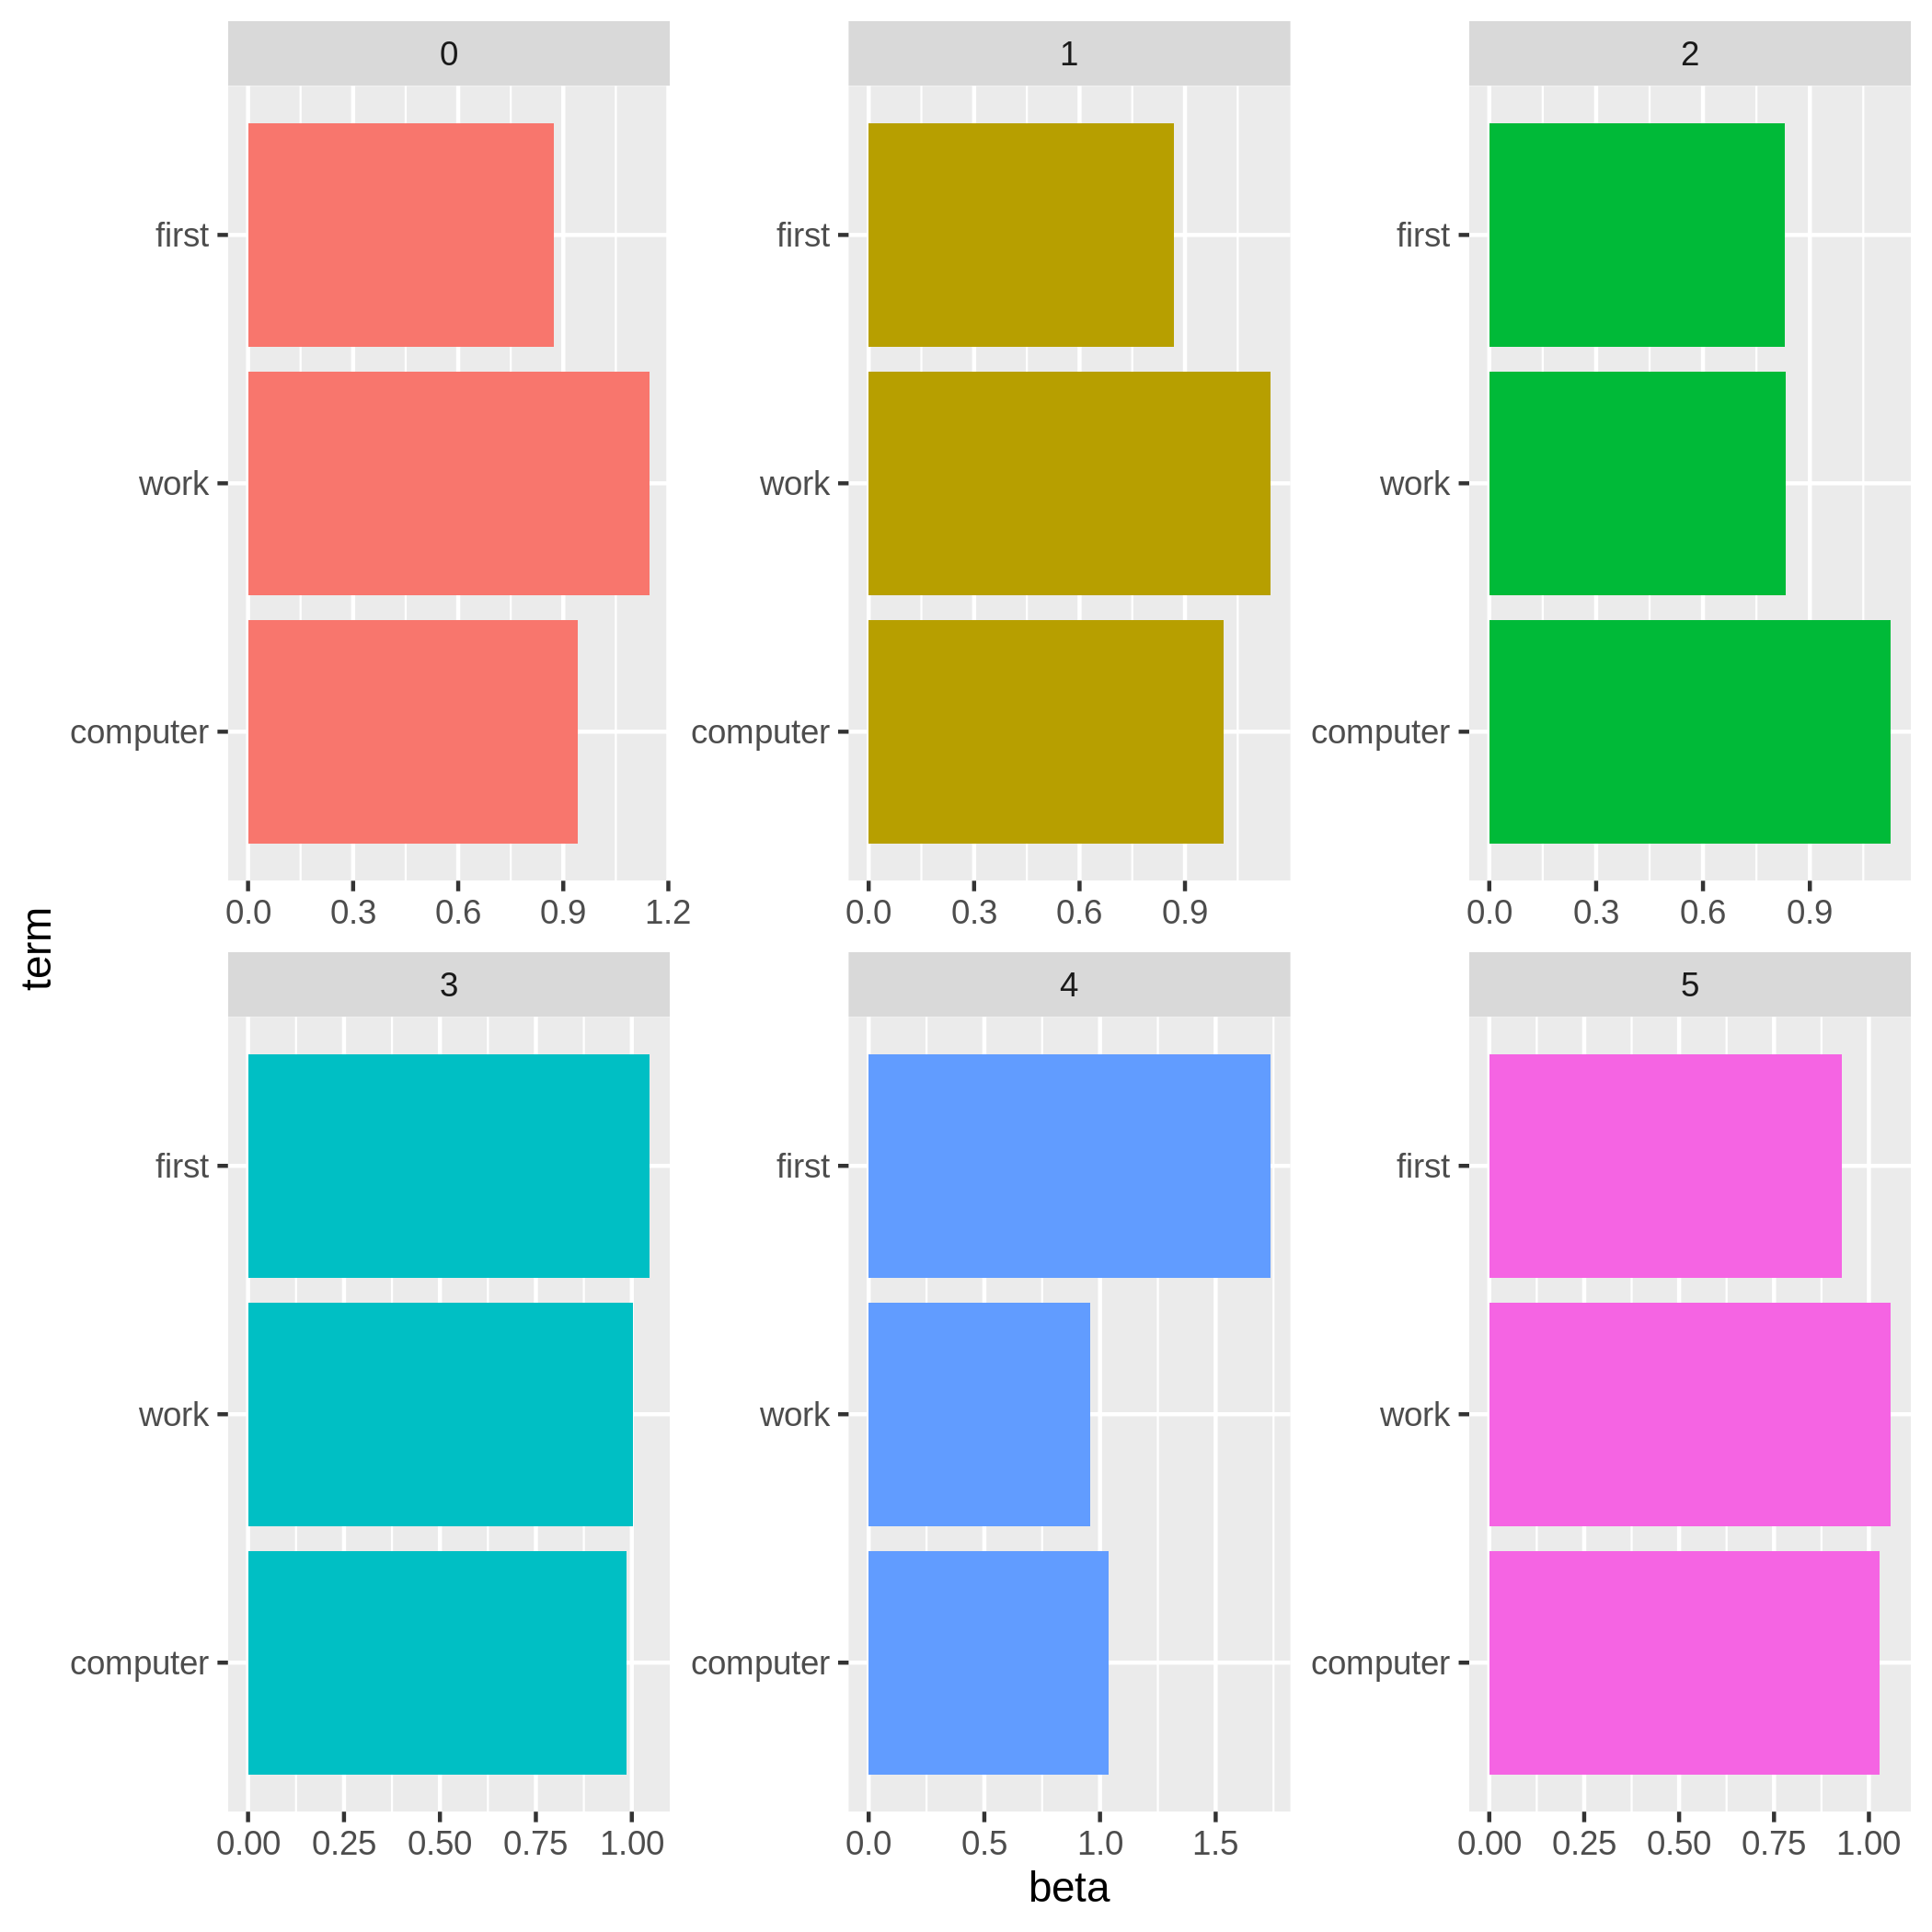 0 1 2
first first first
work work work
computer computer computer
0.0 0.3 0.6 0.9 1.2 0.0 0.3 0.6 0.9 0.0 0.3 0.6 0.9
term
3 4 5
first first first
work work work
computer computer computer
0.00 0.25 0.50 0.75 1.00 0.0 0.5 1.0 1.5 0.00 0.25 0.50 0.75 1.00
beta